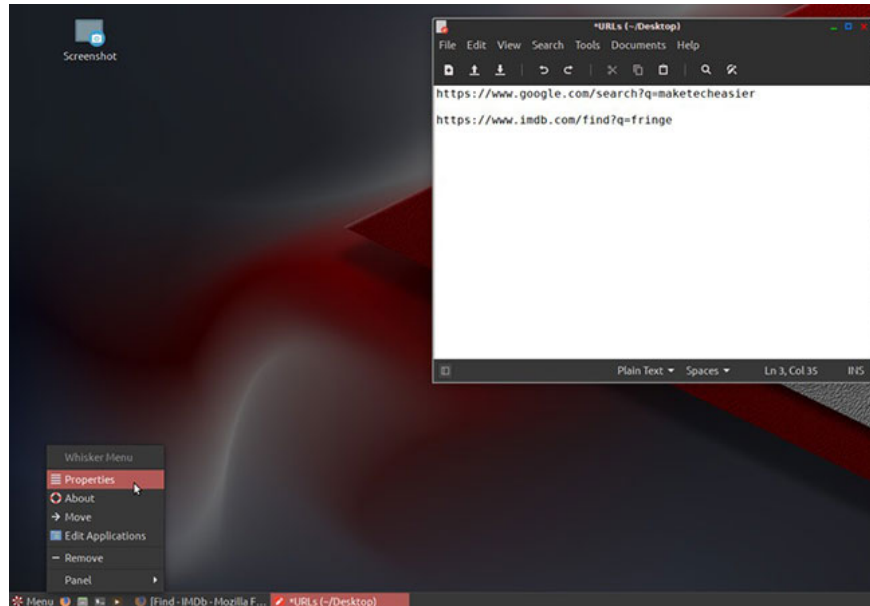 Screenshot
*URLs (~/Desktop)
File Edit View Search Tools Documents Help
https://www.google.com/search?q=maketecheasier
https://www.imdb.com/find?q=fringe
Plain Text Spaces Ln 3, Col 35 INS
Whisker Menu
Properties
About
Move
Edit Applications
Remove
Panel
Menu [Find - IMDb - Mozilla F... *URLs (~/Desktop)